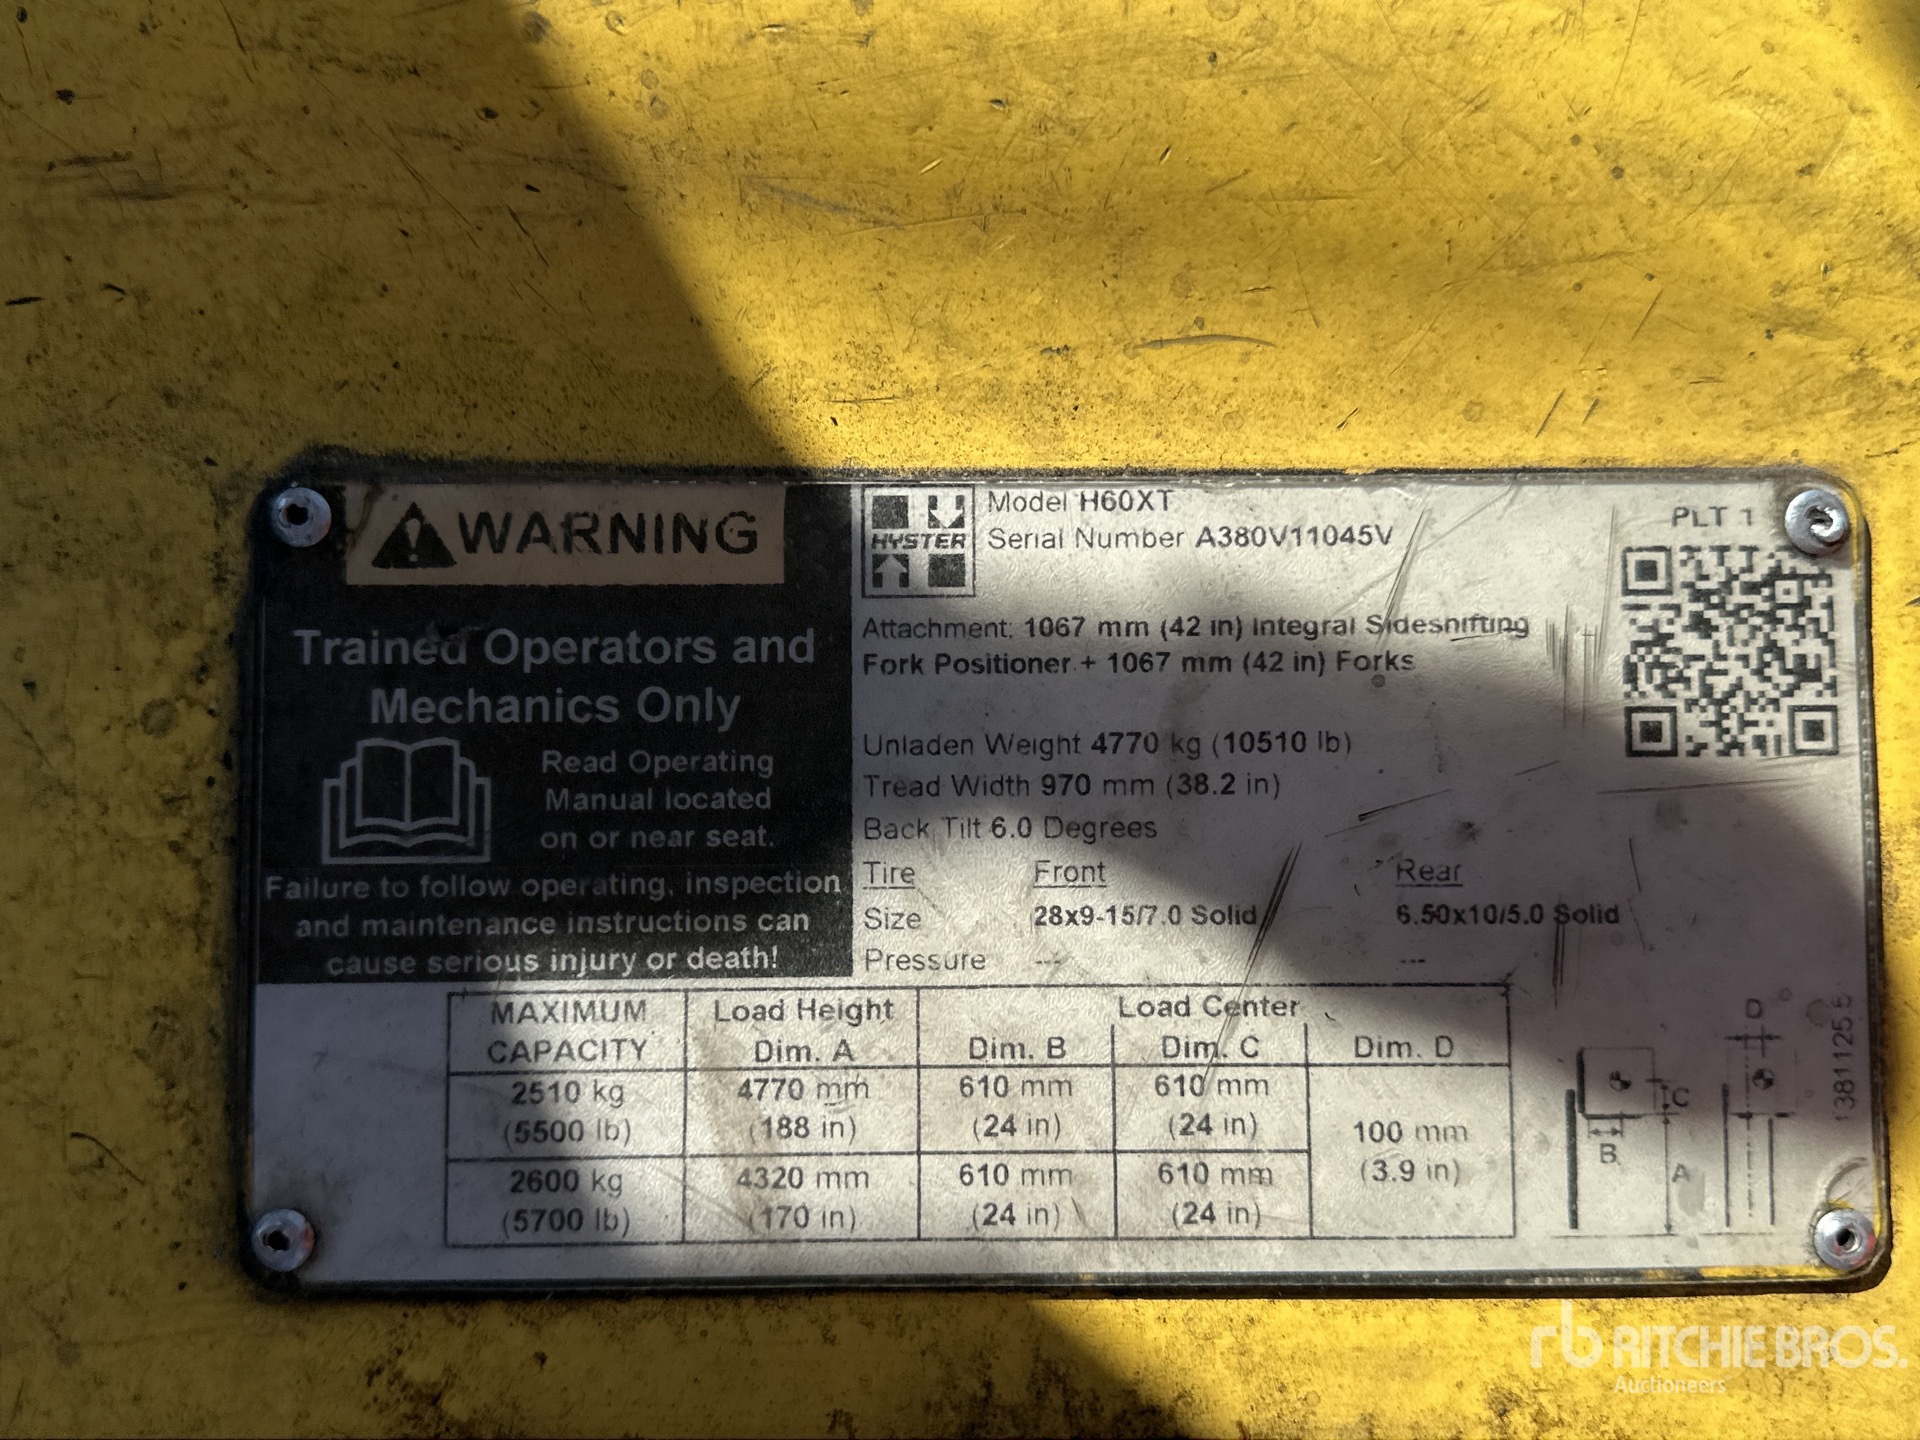 WARNING
Trained Operators and
Mechanics Only
Read Operating
Manual located
on or near seat.
Failure to follow operating, inspection
and maintenance instructions can
cause serious injury or death!
HYSTER
Model H60XT
Serial Number A380V11045V
PLT 1
Attachment: 1067 mm (42 in) Integral Sideshifting
Fork Positioner + 1067 mm (42 in) Forks
Unladen Weight 4770 kg (10510 lb)
Tread Width 970 mm (38.2 in)
Back Tilt 6.0 Degrees
Tire Front Rear
Size 28x9-15/7.0 Solid 6.50x10/5.0 Solid
Pressure --- ---
MAXIMUM Load Height Load Center
CAPACITY Dim. A Dim. B Dim. C Dim. D
2510 kg 4770 mm 610 mm 610 mm
(5500 lb) (188 in) (24 in) (24 in)
100 mm
(3.9 in)
2600 kg 4320 mm 610 mm 610 mm
(5700 lb) (170 in) (24 in) (24 in)
D
C
B
A
13811255
rb RITCHIE BROS.
Auctioneers